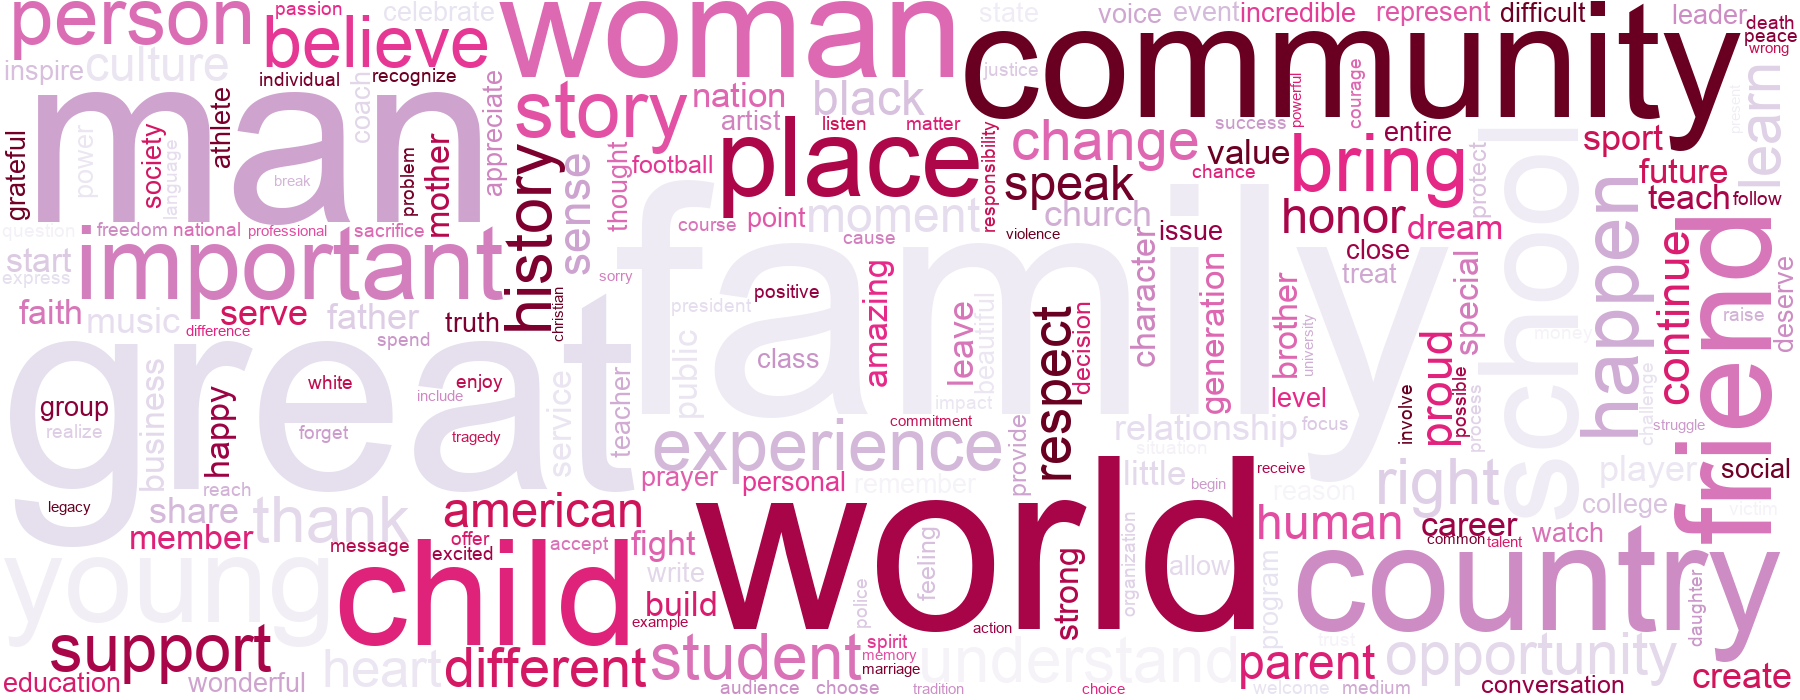 person
passion
celebrate
woman
state
voice
event
incredible
represent
difficult
leader
death
peace
wrong
believe
community
inspire
culture
individual
recognize
justice
man
athlete
coach
appreciate
story
nation
black
powerful
courage
learn
present
artist
listen
matter
responsibility
change
success
entire
sport
grateful
power
society
language
break
problem
mother
history
sense
thought
football
place
speak
value
chance
bring
protect
school
future
teach
follow
question
freedom
national
professional
sacrifice
course
point
moment
cause
violence
church
issue
honor
dream
close
happen
start
express
important
sorry
family
character
treat
continue
friend
deserve
faith
music
difference
serve
father
spend
truth
christian
president
positive
amazing
leave
beautiful
respect
decision
generation
brother
university
special
proud
money
raise
great
group
realize
business
happy
white
forget
include
enjoy
tragedy
service
teacher
public
class
impact
commitment
level
relationship
situation
focus
involve
possible
process
challenge
struggle
experience
provide
legacy
reach
share
thank
american
prayer
personal
remember
little
begin
receive
reason
right
player
social
college
victim
member
message
offer
excited
accept
fight
world
organization
human
career
common
talent
watch
young
child
write
build
example
police
feeling
action
strong
allow
program
country
daughter
support
heart
different
student
spirit
memory
marriage
understand
trust
parent
opportunity
create
education
wonderful
audience
choose
tradition
choice
welcome
medium
conversation